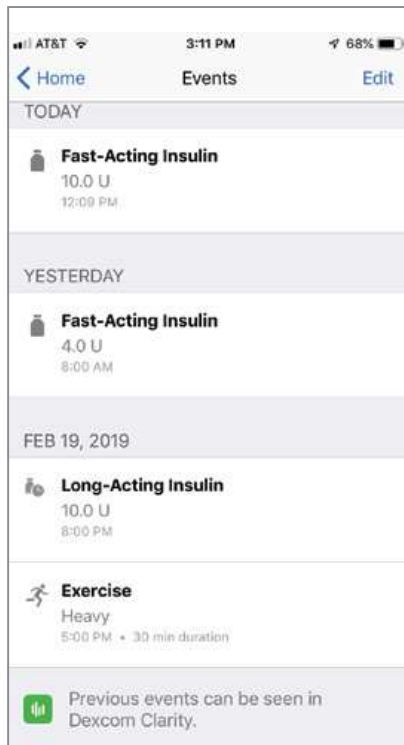 AT&T 3:11 PM 68%
Home Events Edit
TODAY
Fast-Acting Insulin
10.0 U
12:09 PM
YESTERDAY
Fast-Acting Insulin
4.0 U
8:00 AM
FEB 19, 2019
Long-Acting Insulin
10.0 U
8:00 PM
Exercise
Heavy
5:00 PM • 30 min duration
Previous events can be seen in
Dexcom Clarity.